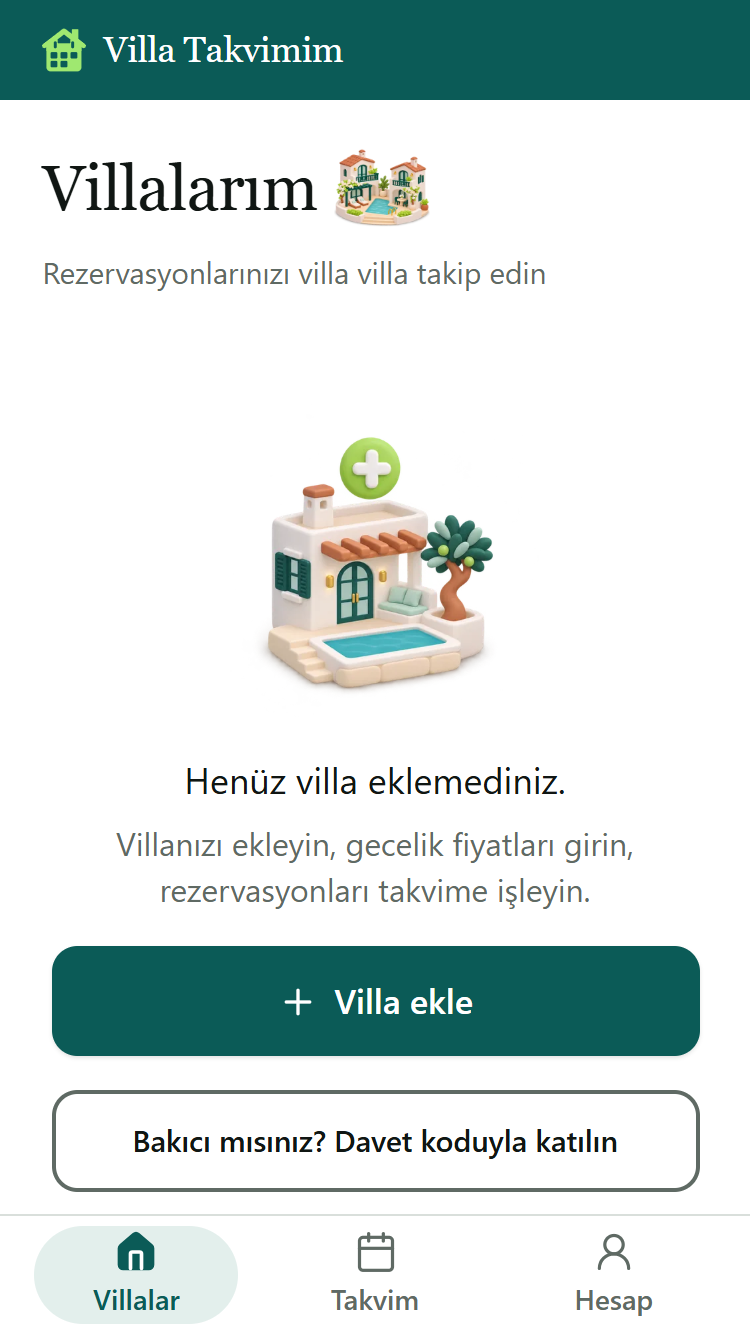 Villa Takvimim
Villalarım
Rezervasyonlarınızı villa villa takip edin
Henüz villa eklemediniz.
Villanızı ekleyin, gecelik fiyatları girin,
rezervasyonları takvime işleyin.
+ Villa ekle
Bakıcı mısınız? Davet koduyla katılın
Villalar
Takvim
Hesap